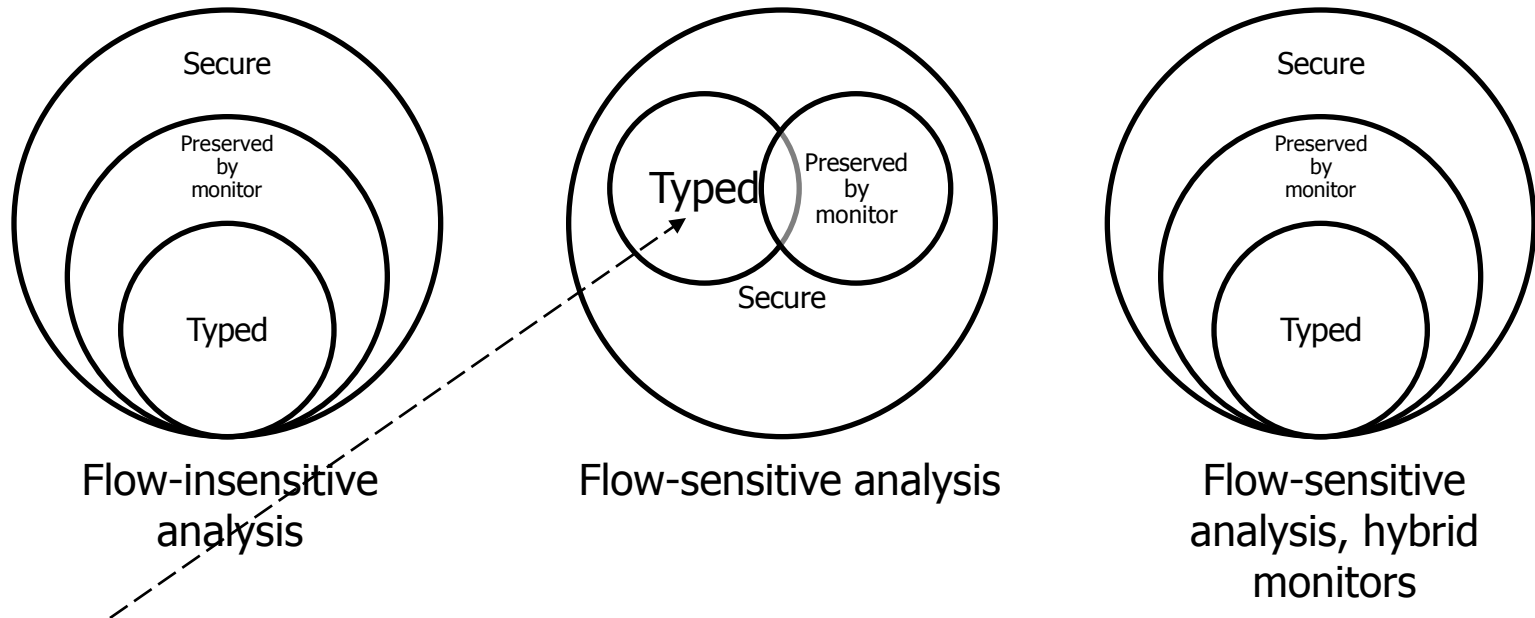 Secure
Preserved
by
monitor
Typed
Flow-insensitive
analysis
Typed
Preserved
by
monitor
Secure
Flow-sensitive analysis
Secure
Preserved
by
monitor
Typed
Flow-sensitive
analysis, hybrid
monitors